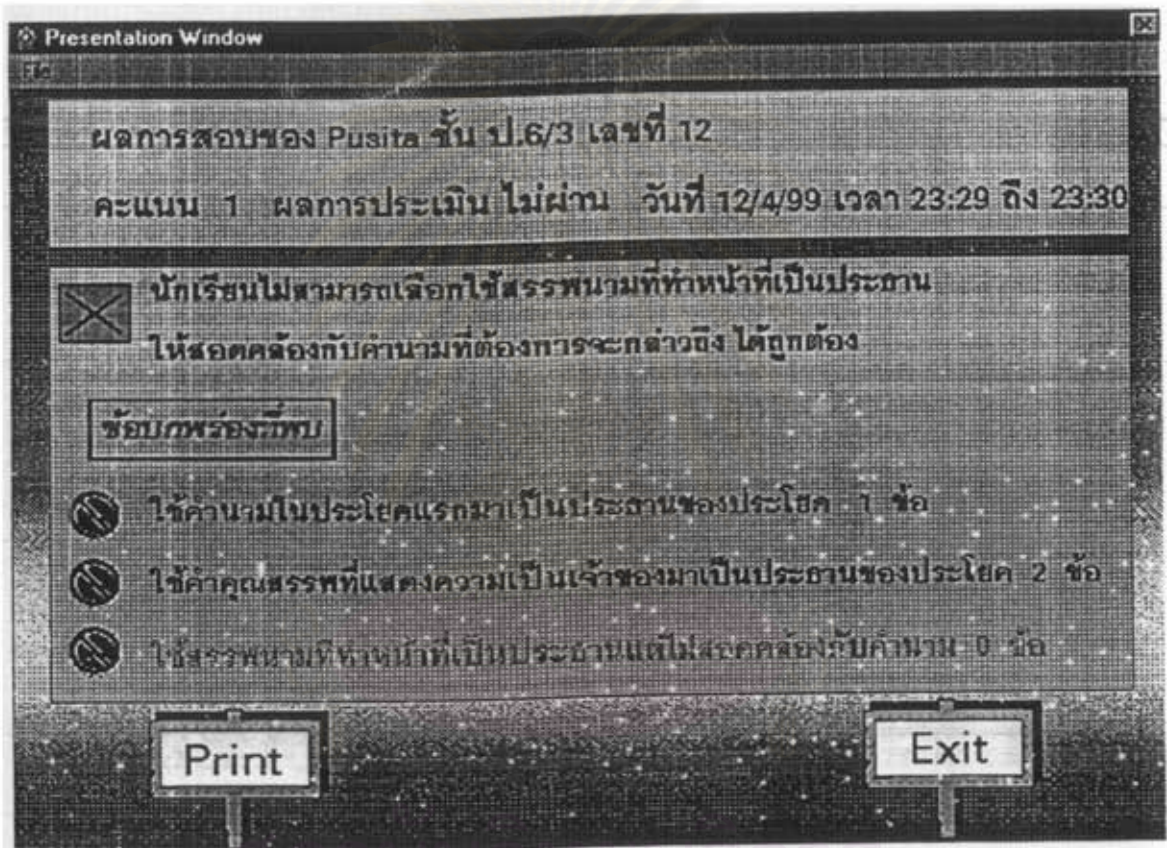 Presentation Window
File
ผลการสอบของ Pusita ชั้น ป.6/3 เลขที่ 12
คะแนน 1 ผลการประเมิน ไม่ผ่าน วันที่ 12/4/99 เวลา 23:29 ถึง 23:30
นักเรียนไม่สามารถเลือกใช้สรรพนามที่ทำหน้าที่เป็นประธาน
ให้สอดคล้องกับคำนามที่ต้องการจะกล่าวถึง ได้ถูกต้อง
ข้อบกพร่องที่พบ
ใช้คำนามในประโยคแรกมาเป็นประธานของประโยค 1 ข้อ
ใช้คำคุณสรรพที่แสดงความเป็นเจ้าของมาเป็นประธานของประโยค 2 ข้อ
ใช้สรรพนามที่ทำหน้าที่เป็นประธานแต่ไม่สอดคล้องกับคำนาม 0 ข้อ
Print
Exit